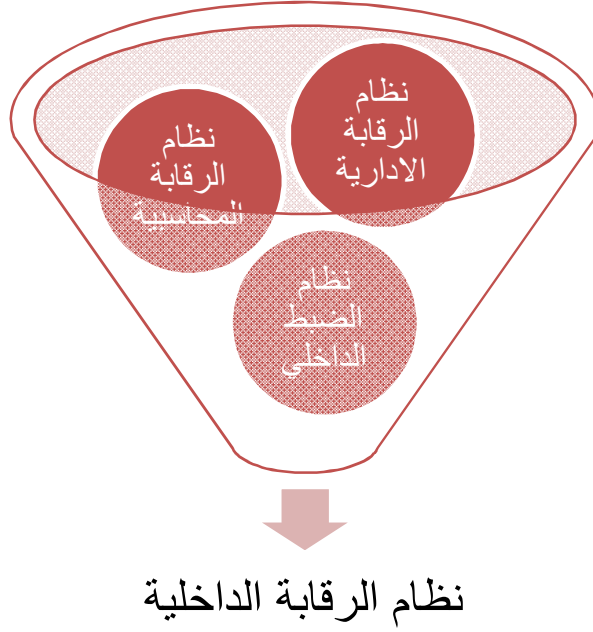 نظام
الرقابة
الادارية
نظام
الرقابة
المحاسبية
نظام
الضبط
الداخلي
نظام الرقابة الداخلية